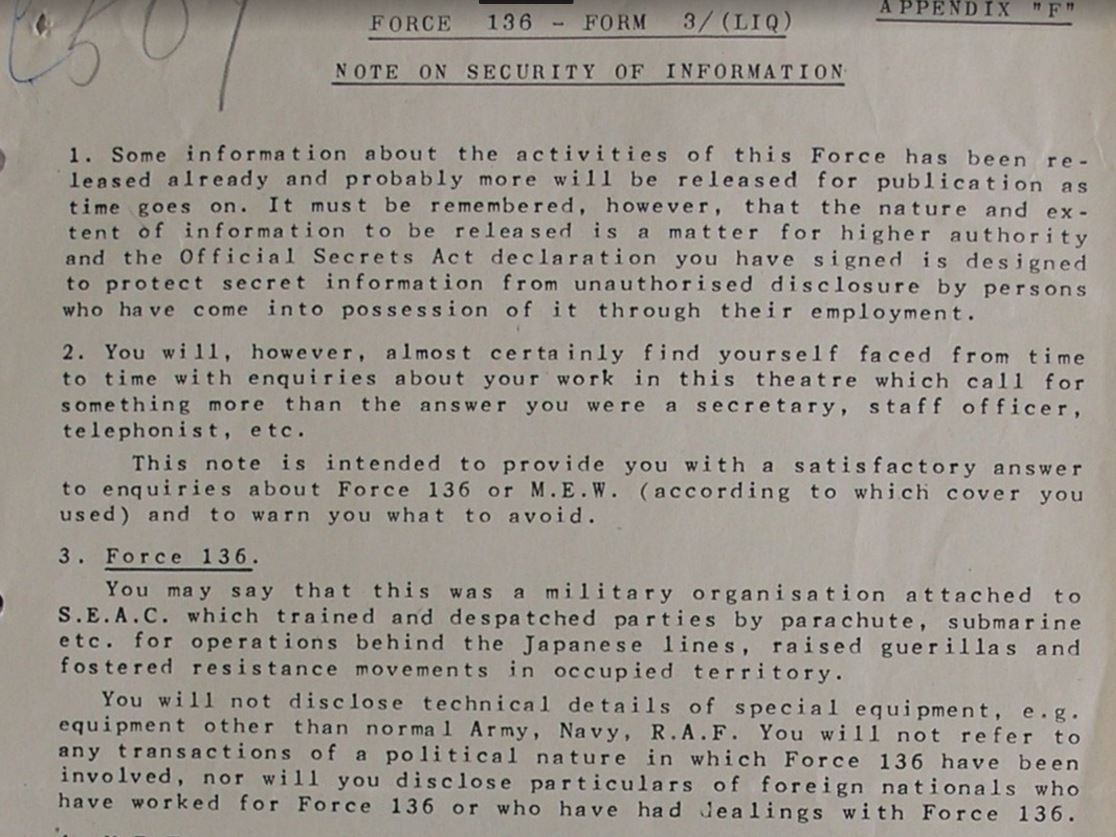 APPENDIX "F"
FORCE 136 - FORM 3/(LIQ)
NOTE ON SECURITY OF INFORMATION
1. Some information about the activities of this Force has been re-
leased already and probably more will be released for publication as
time goes on. It must be remembered, however, that the nature and ex-
tent of information to be released is a matter for higher authority
and the Official Secrets Act declaration you have signed is designed
to protect secret information from unauthorised disclosure by persons
who have come into possession of it through their employment.
2. You will, however, almost certainly find yourself faced from time
to time with enquiries about your work in this theatre which call for
something more than the answer you were a secretary, staff officer,
telephonist, etc.
This note is intended to provide you with a satisfactory answer
to enquiries about Force 136 or M.E.W. (according to which cover you
used) and to warn you what to avoid.
3. Force 136.
You may say that this was a military organisation attached to
S.E.A.C. which trained and despatched parties by parachute, submarine
etc. for operations behind the Japanese lines, raised guerillas and
fostered resistance movements in occupied territory.
You will not disclose technical details of special equipment, e.g.
equipment other than normal Army, Navy, R.A.F. You will not refer to
any transactions of a political nature in which Force 136 have been
involved, nor will you disclose particulars of foreign nationals who
have worked for Force 136 or who have had dealings with Force 136.